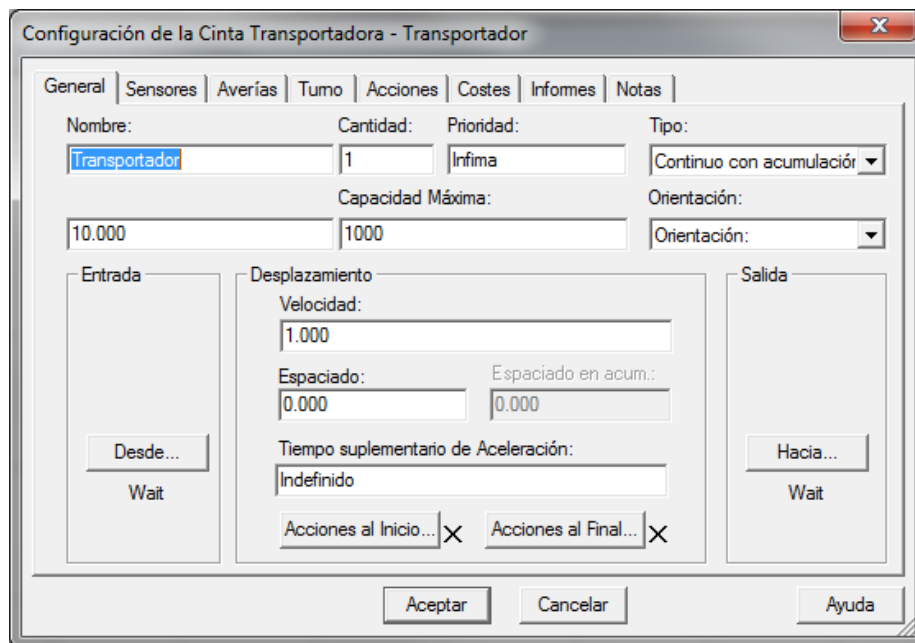 Configuración de la Cinta Transportadora - Transportador
General Sensores Averías Turno Acciones Costes Informes Notas
Nombre: Cantidad: Prioridad: Tipo:
Transportador 1 Infima Continuo con acumulación
Capacidad Máxima: Orientación:
10.000 1000 Orientación:
Entrada Desplazamiento Salida
Velocidad:
1.000
Espaciado: Espaciado en acum.:
0.000 0.000
Desde... Tiempo suplementario de Aceleración: Hacia...
Wait Indefinido Wait
Acciones al Inicio... X Acciones al Final... X
Aceptar Cancelar Ayuda